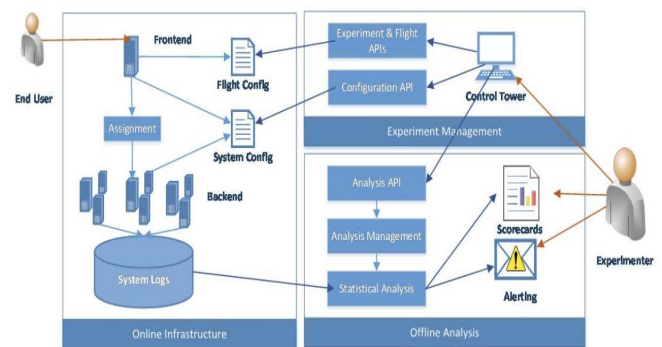 Frontend
End User
Flight Config
Assignment
System Config
Backend
System Logs
Online Infrastructure
Experiment & Flight
APIs
Configuration API
Control Tower
Experiment Management
Analysis API
Analysis Management
Statistical Analysis
Scorecards
Alerting
Offline Analysis
Experimenter